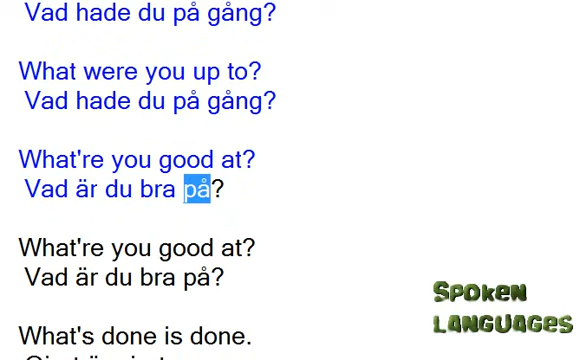 Vad hade du på gång?
What were you up to?
Vad hade du på gång?
What're you good at?
Vad är du bra på?
What're you good at?
Vad är du bra på?
What's done is done.
SPOKEN
LANGUAGES